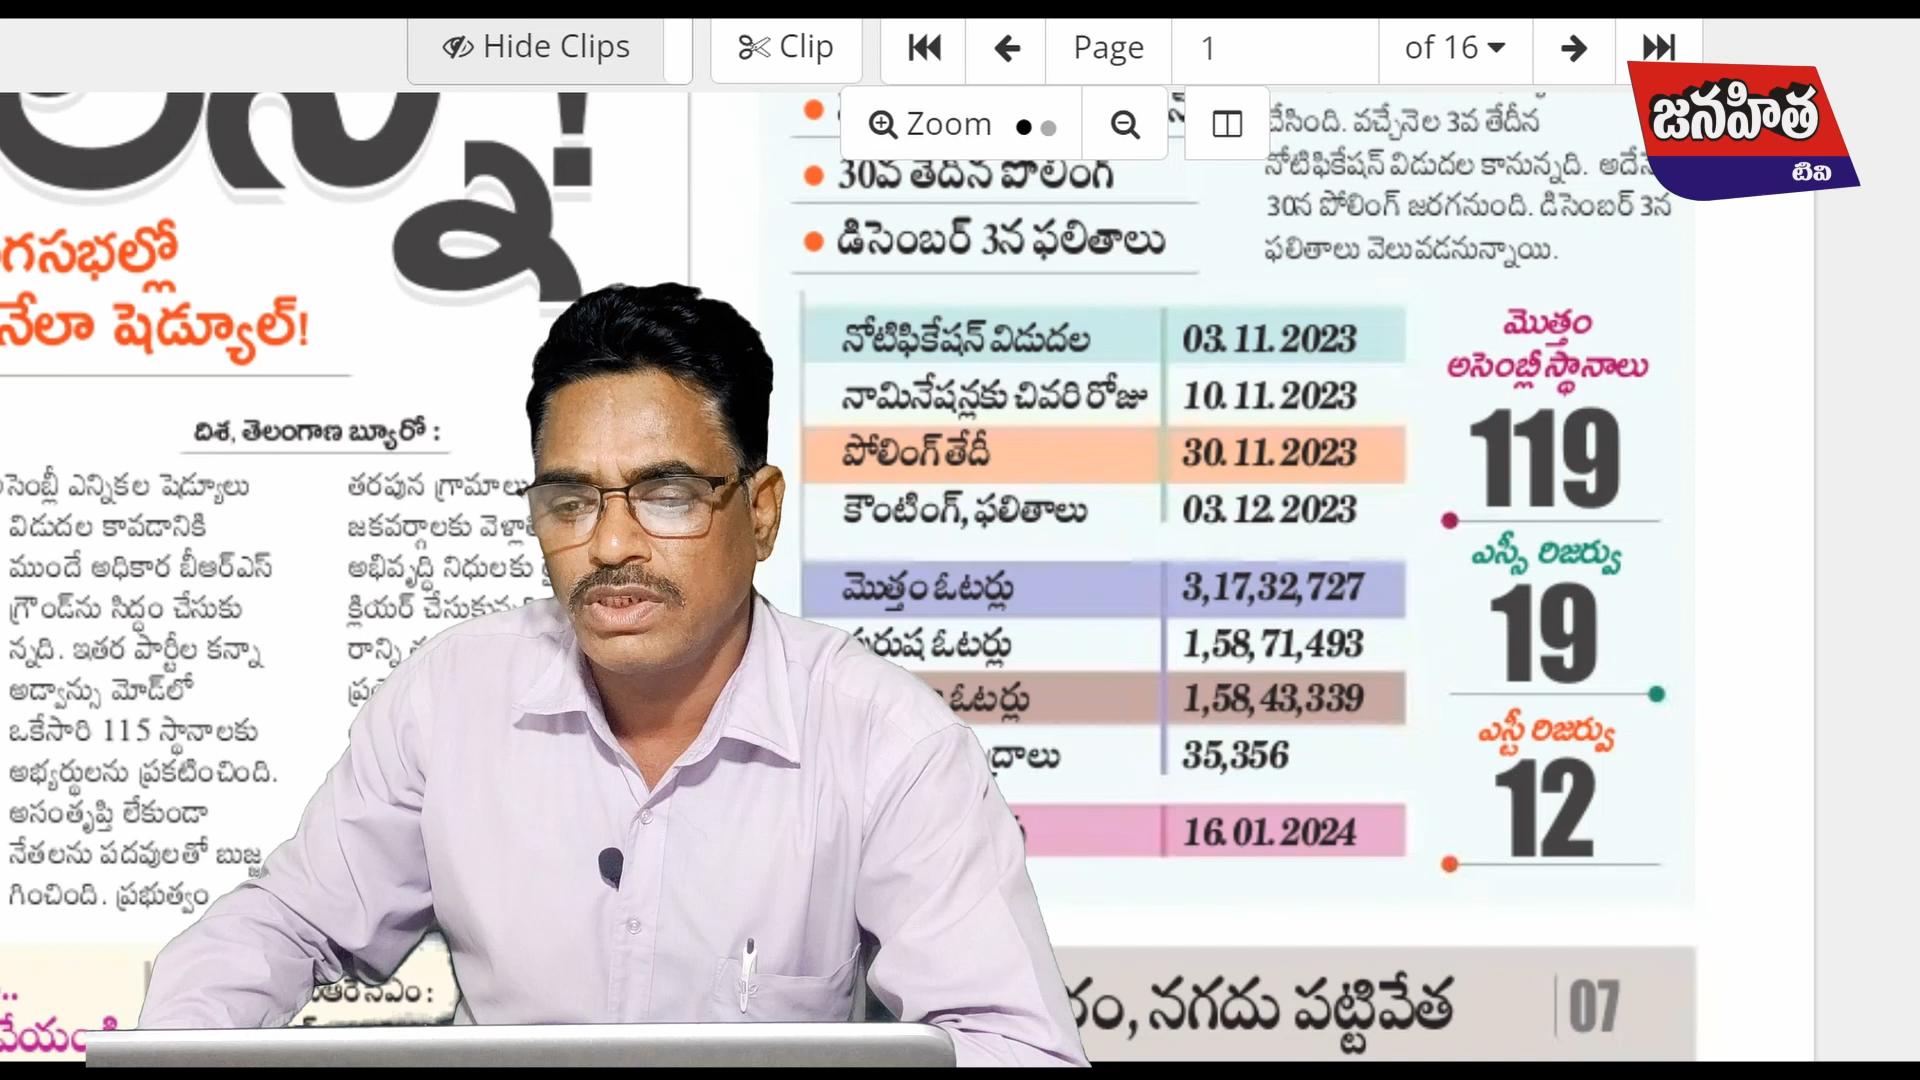 Hide Clips
Clip
Page
1
of 16
Zoom
జనహిత
టివి
గసభల్లో
నేలా షెడ్యూల్!
దిశ, తెలంగాణ బ్యూరో :
సెంబ్లీ ఎన్నికల షెడ్యూలు
విడుదల కావడానికి
ముందే అధికార బీఆర్ఎస్
గ్రౌండ్‌ను సిద్ధం చేసుకు
న్నది. ఇతర పార్టీల కన్నా
అడ్వాన్సు మోడ్‌లో
ఒకేసారి 115 స్థానాలకు
అభ్యర్థులను ప్రకటించింది.
అసంతృప్తి లేకుండా
నేతలను పదవులతో బుజ్జ
గించింది. ప్రభుత్వం
తరపున గ్రామాలు
జకవర్గాలకు వెళ్లా
అభివృద్ధి నిధులకు
క్లియర్ చేసుకున్న
రాన్ని
30వ తేదీన పోలింగ్
డిసెంబర్ 3న ఫలితాలు
చేసింది. వచ్చేనెల 3వ తేదీన
నోటిఫికేషన్ విడుదల కానున్నది. అదేనె
30న పోలింగ్ జరగనుంది. డిసెంబర్ 3న
ఫలితాలు వెలువడనున్నాయి.
నోటిఫికేషన్ విడుదల 03.11.2023
నామినేషన్లకు చివరి రోజు 10.11.2023
పోలింగ్ తేదీ 30.11.2023
కౌంటింగ్, ఫలితాలు 03.12.2023
మొత్తం ఓటర్లు 3,17,32,727
పురుష ఓటర్లు 1,58,71,493
ఓటర్లు 1,58,43,339
ద్రాలు 35,356
16.01.2024
మొత్తం
అసెంబ్లీ స్థానాలు
119
ఎస్సీ రిజర్వు
19
ఎస్టీ రిజర్వు
12
రం, నగదు పట్టివేత
07